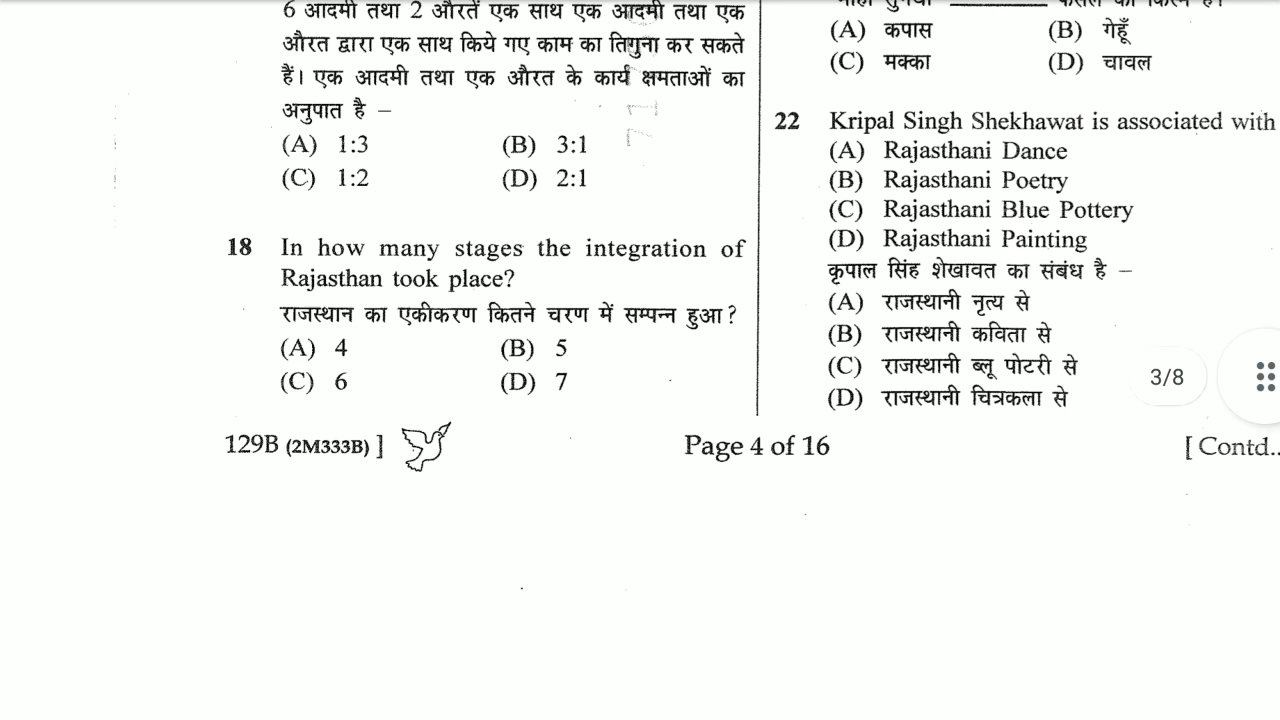 6 आदमी तथा 2 औरतें एक साथ एक आदमी तथा एक
औरत द्वारा एक साथ किये गए काम का तिगुना कर सकते
हैं। एक आदमी तथा एक औरत के कार्य क्षमताओं का
अनुपात है –
(A) 1:3 (B) 3:1
(C) 1:2 (D) 2:1
18 In how many stages the integration of
Rajasthan took place?
राजस्थान का एकीकरण कितने चरण में सम्पन्न हुआ ?
(A) 4 (B) 5
(C) 6 (D) 7
(A) कपास (B) गेहूँ
(C) मक्का (D) चावल
22 Kripal Singh Shekhawat is associated with
(A) Rajasthani Dance
(B) Rajasthani Poetry
(C) Rajasthani Blue Pottery
(D) Rajasthani Painting
कृपाल सिंह शेखावत का संबंध है –
(A) राजस्थानी नृत्य से
(B) राजस्थानी कविता से
(C) राजस्थानी ब्लू पोटरी से
(D) राजस्थानी चित्रकला से
3/8
129B (2M333B) ] Page 4 of 16 [ Contd..